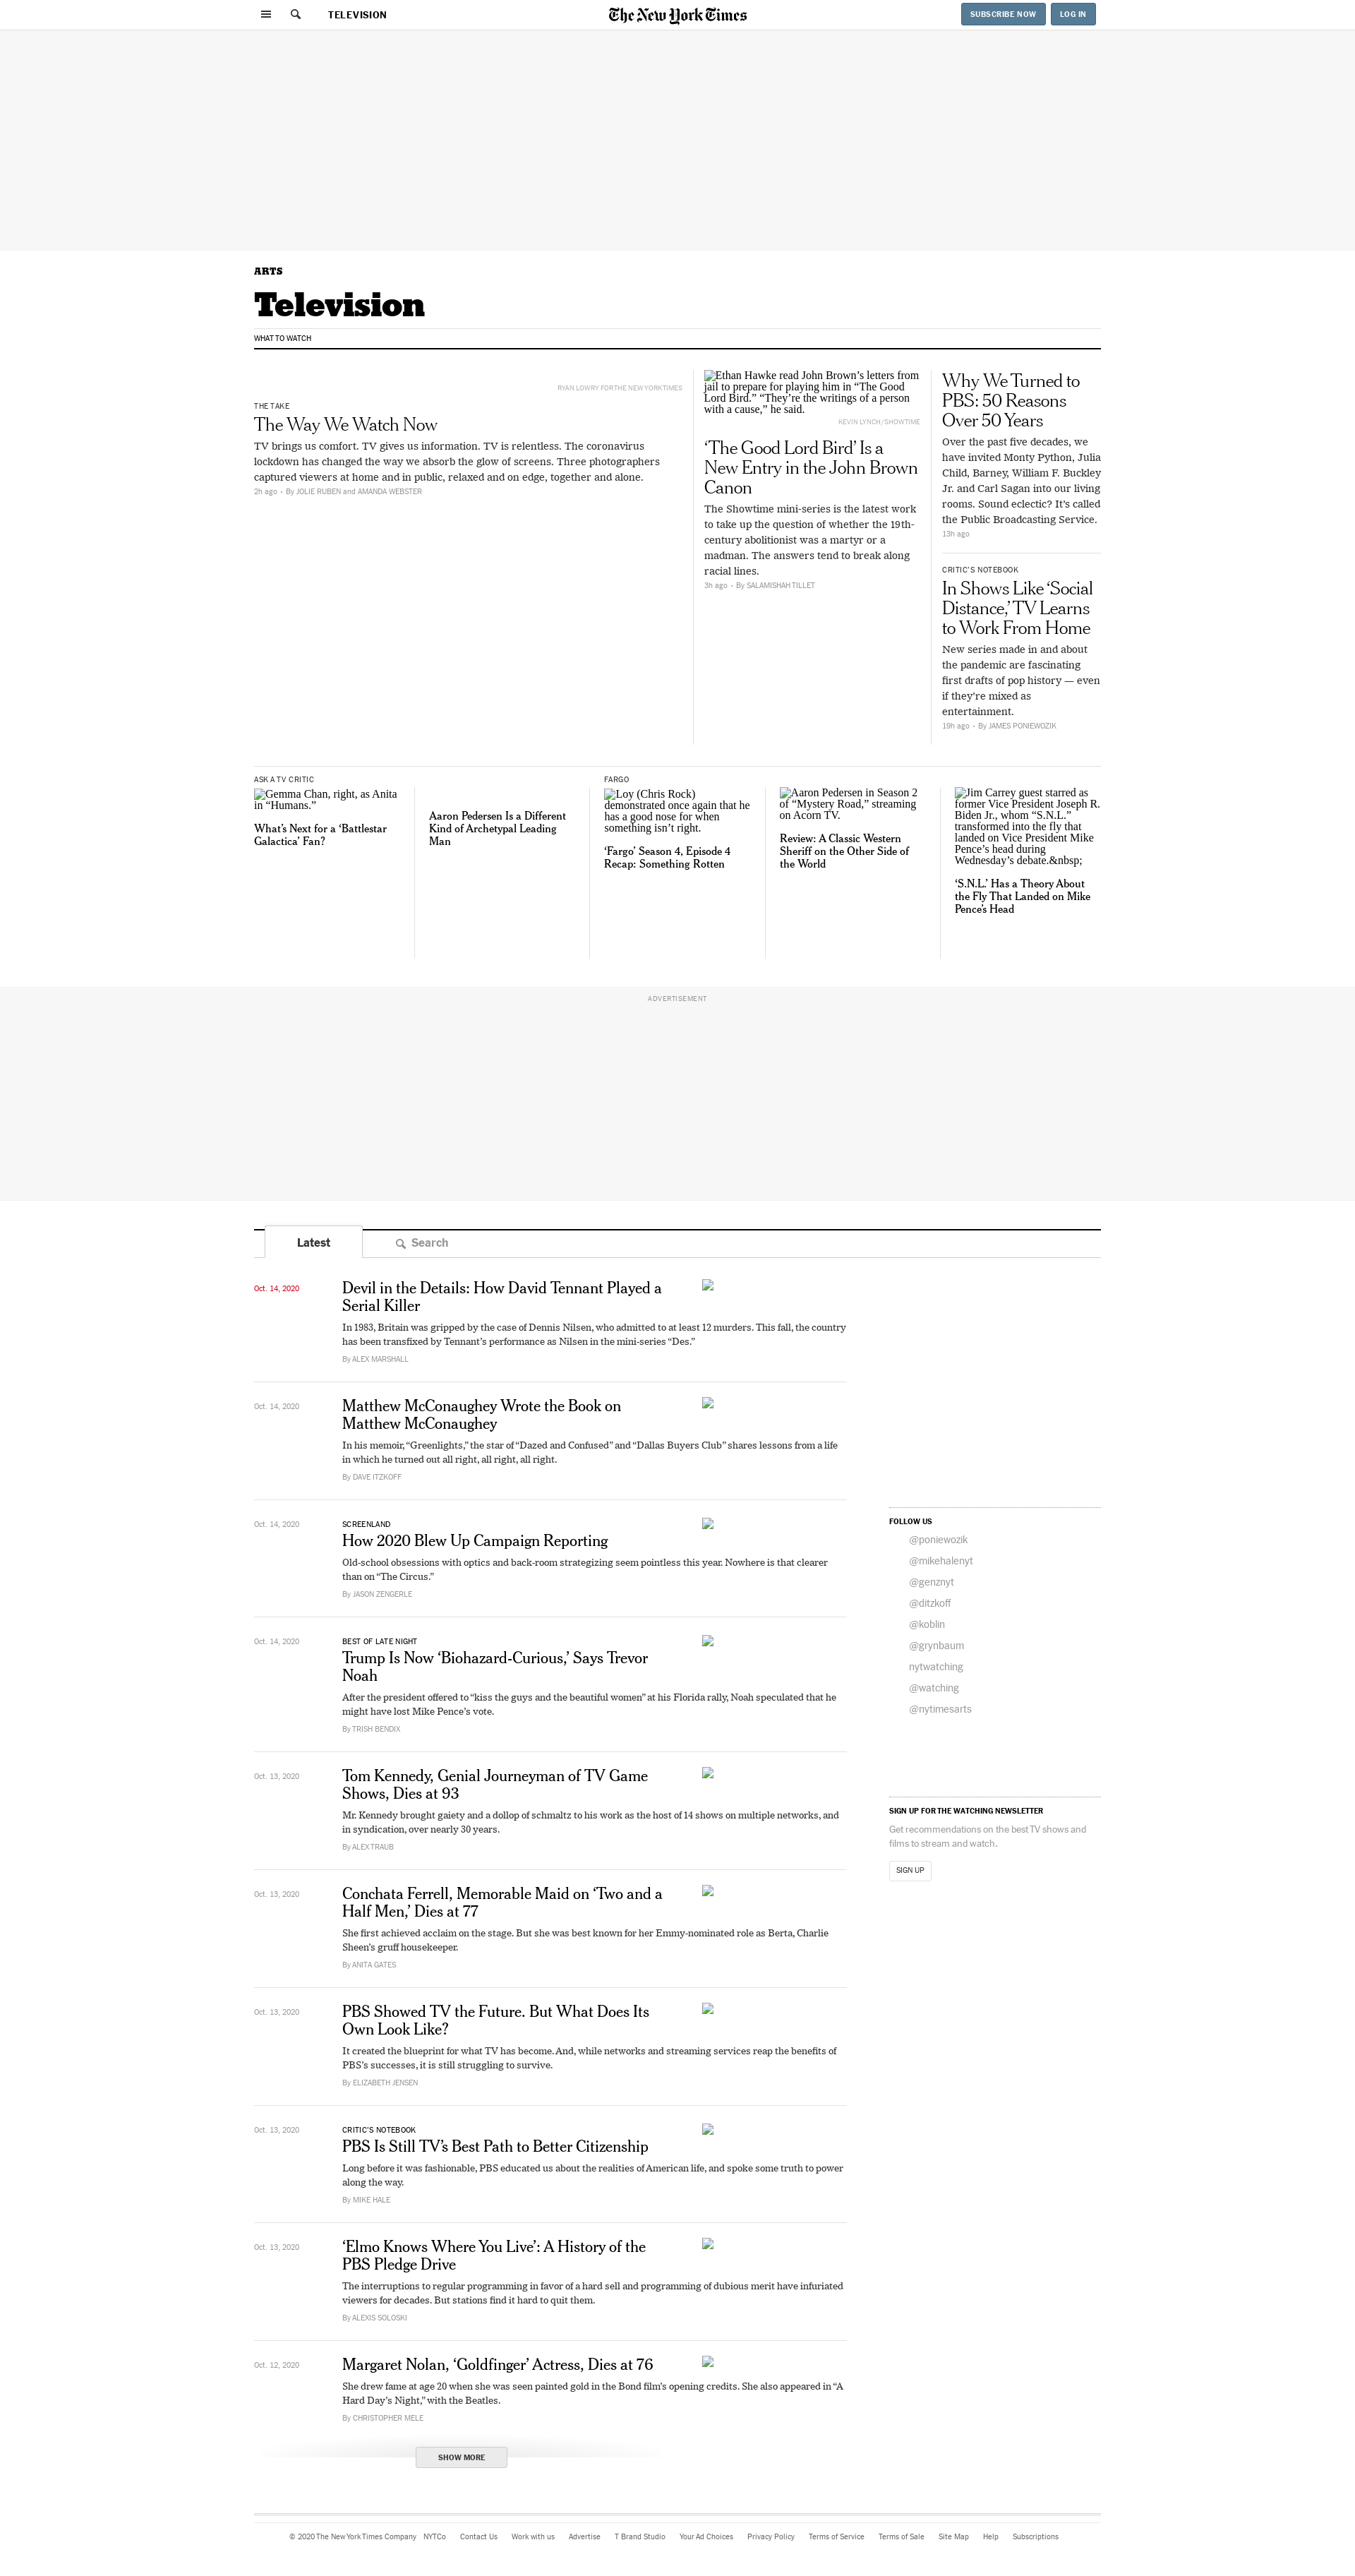 TELEVISION
The New York Times
SUBSCRIBE NOW
LOG IN
ARTS
Television
WHAT TO WATCH
RYAN LOWRY FOR THE NEW YORK TIMES
THE TAKE
The Way We Watch Now
TV brings us comfort. TV gives us information. TV is relentless. The coronavirus
lockdown has changed the way we absorb the glow of screens. Three photographers
captured viewers at home and in public, relaxed and on edge, together and alone.
2h ago • By JOLIE RUBEN and AMANDA WEBSTER
Ethan Hawke read John Brown’s letters from
jail to prepare for playing him in “The Good
Lord Bird.” “They’re the writings of a person
with a cause,” he said.
KEVIN LYNCH/SHOWTIME
‘The Good Lord Bird’ Is a
New Entry in the John Brown
Canon
The Showtime mini-series is the latest work
to take up the question of whether the 19th-
century abolitionist was a martyr or a
madman. The answers tend to break along
racial lines.
3h ago • By SALAMISHAH TILLET
Why We Turned to
PBS: 50 Reasons
Over 50 Years
Over the past five decades, we
have invited Monty Python, Julia
Child, Barney, William F. Buckley
Jr. and Carl Sagan into our living
rooms. Sound eclectic? It’s called
the Public Broadcasting Service.
13h ago
CRITIC’S NOTEBOOK
In Shows Like ‘Social
Distance,’ TV Learns
to Work From Home
New series made in and about
the pandemic are fascinating
first drafts of pop history — even
if they’re mixed as
entertainment.
19h ago • By JAMES PONIEWOZIK
ASK A TV CRITIC
Gemma Chan, right, as Anita
in “Humans.”
What’s Next for a ‘Battlestar
Galactica’ Fan?
Aaron Pedersen Is a Different
Kind of Archetypal Leading
Man
FARGO
Loy (Chris Rock)
demonstrated once again that he
has a good nose for when
something isn’t right.
‘Fargo’ Season 4, Episode 4
Recap: Something Rotten
Aaron Pedersen in Season 2
of “Mystery Road,” streaming
on Acorn TV.
Review: A Classic Western
Sheriff on the Other Side of
the World
Jim Carrey guest starred as
former Vice President Joseph R.
Biden Jr., whom “S.N.L.”
transformed into the fly that
landed on Vice President Mike
Pence’s head during
Wednesday’s debate.&nbsp;
‘S.N.L.’ Has a Theory About
the Fly That Landed on Mike
Pence’s Head
ADVERTISEMENT
Latest
Search
Oct. 14, 2020
Devil in the Details: How David Tennant Played a
Serial Killer
In 1983, Britain was gripped by the case of Dennis Nilsen, who admitted to at least 12 murders. This fall, the country
has been transfixed by Tennant’s performance as Nilsen in the mini-series “Des.”
By ALEX MARSHALL
Oct. 14, 2020
Matthew McConaughey Wrote the Book on
Matthew McConaughey
In his memoir, “Greenlights,” the star of “Dazed and Confused” and “Dallas Buyers Club” shares lessons from a life
in which he turned out all right, all right, all right.
By DAVE ITZKOFF
Oct. 14, 2020
SCREENLAND
How 2020 Blew Up Campaign Reporting
Old-school obsessions with optics and back-room strategizing seem pointless this year. Nowhere is that clearer
than on “The Circus.”
By JASON ZENGERLE
Oct. 14, 2020
BEST OF LATE NIGHT
Trump Is Now ‘Biohazard-Curious,’ Says Trevor
Noah
After the president offered to “kiss the guys and the beautiful women” at his Florida rally, Noah speculated that he
might have lost Mike Pence’s vote.
By TRISH BENDIX
Oct. 13, 2020
Tom Kennedy, Genial Journeyman of TV Game
Shows, Dies at 93
Mr. Kennedy brought gaiety and a dollop of schmaltz to his work as the host of 14 shows on multiple networks, and
in syndication, over nearly 30 years.
By ALEX TRAUB
Oct. 13, 2020
Conchata Ferrell, Memorable Maid on ‘Two and a
Half Men,’ Dies at 77
She first achieved acclaim on the stage. But she was best known for her Emmy-nominated role as Berta, Charlie
Sheen’s gruff housekeeper.
By ANITA GATES
Oct. 13, 2020
PBS Showed TV the Future. But What Does Its
Own Look Like?
It created the blueprint for what TV has become. And, while networks and streaming services reap the benefits of
PBS’s successes, it is still struggling to survive.
By ELIZABETH JENSEN
Oct. 13, 2020
CRITIC’S NOTEBOOK
PBS Is Still TV’s Best Path to Better Citizenship
Long before it was fashionable, PBS educated us about the realities of American life, and spoke some truth to power
along the way.
By MIKE HALE
Oct. 13, 2020
‘Elmo Knows Where You Live’: A History of the
PBS Pledge Drive
The interruptions to regular programming in favor of a hard sell and programming of dubious merit have infuriated
viewers for decades. But stations find it hard to quit them.
By ALEXIS SOLOSKI
Oct. 12, 2020
Margaret Nolan, ‘Goldfinger’ Actress, Dies at 76
She drew fame at age 20 when she was seen painted gold in the Bond film’s opening credits. She also appeared in “A
Hard Day’s Night,” with the Beatles.
By CHRISTOPHER MELE
SHOW MORE
FOLLOW US
@poniewozik
@mikehalenyt
@genznyt
@ditzkoff
@koblin
@grynbaum
nytwatching
@watching
@nytimesarts
SIGN UP FOR THE WATCHING NEWSLETTER
Get recommendations on the best TV shows and
films to stream and watch.
SIGN UP
© 2020 The New York Times Company NYTCo Contact Us Work with us Advertise T Brand Studio Your Ad Choices Privacy Policy Terms of Service Terms of Sale Site Map Help Subscriptions